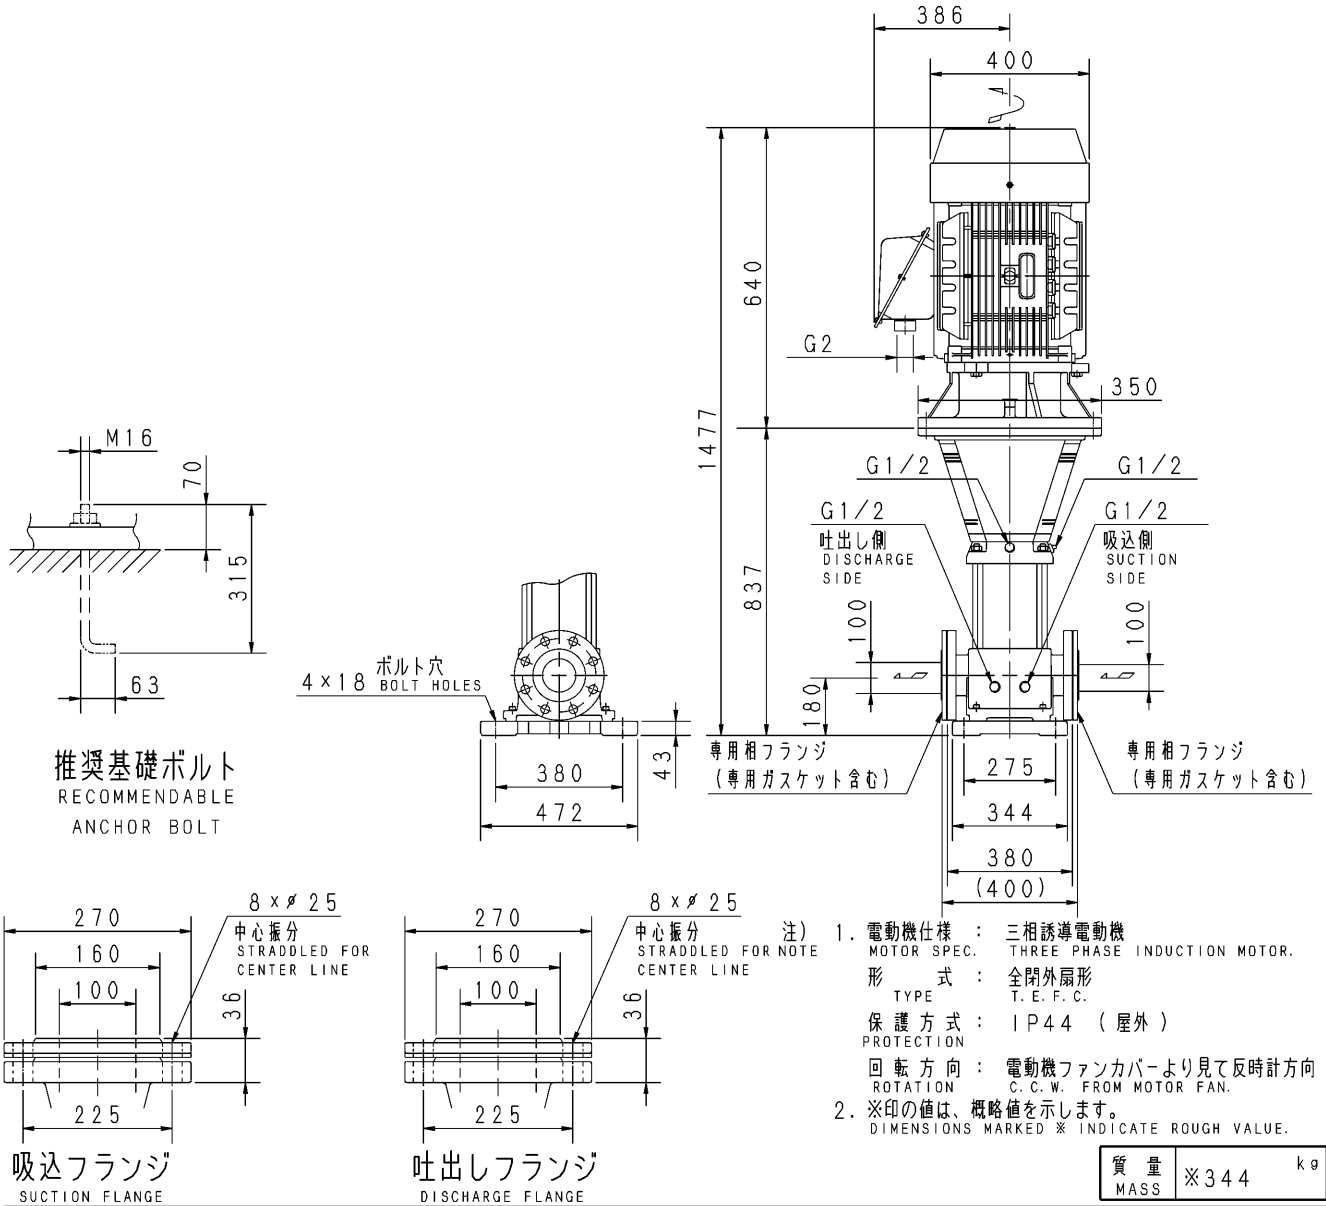 386
400
1477
640
G2
350
837
G1/2
G1/2
G1/2
吐出し側
DISCHARGE
SIDE
G1/2
吸込側
SUCTION
SIDE
100
100
180
専用相フランジ
(専用ガスケット含む)
専用相フランジ
(専用ガスケット含む)
275
344
380
(400)
M16
70
315
63
推奨基礎ボルト
RECOMMENDABLE
ANCHOR BOLT
ボルト穴
4×18 BOLT HOLES
43
380
472
270
160
100
8×φ25
中心振分
STRADDLED FOR
CENTER LINE
36
225
吸込フランジ
SUCTION FLANGE
270
160
100
8×φ25
中心振分
STRADDLED FOR
CENTER LINE
36
225
吐出しフランジ
DISCHARGE FLANGE
注) 1. 電動機仕様 : 三相誘導電動機
NOTE MOTOR SPEC. THREE PHASE INDUCTION MOTOR.
形 式 : 全閉外扇形
TYPE T.E.F.C.
保護方式 : IP44 (屋外)
PROTECTION
回転方向 : 電動機ファンカバーより見て反時計方向
ROTATION C.C.W. FROM MOTOR FAN.
2. ※印の値は、概略値を示します。
DIMENSIONS MARKED ※ INDICATE ROUGH VALUE.
質量 ※344 kg
MASS